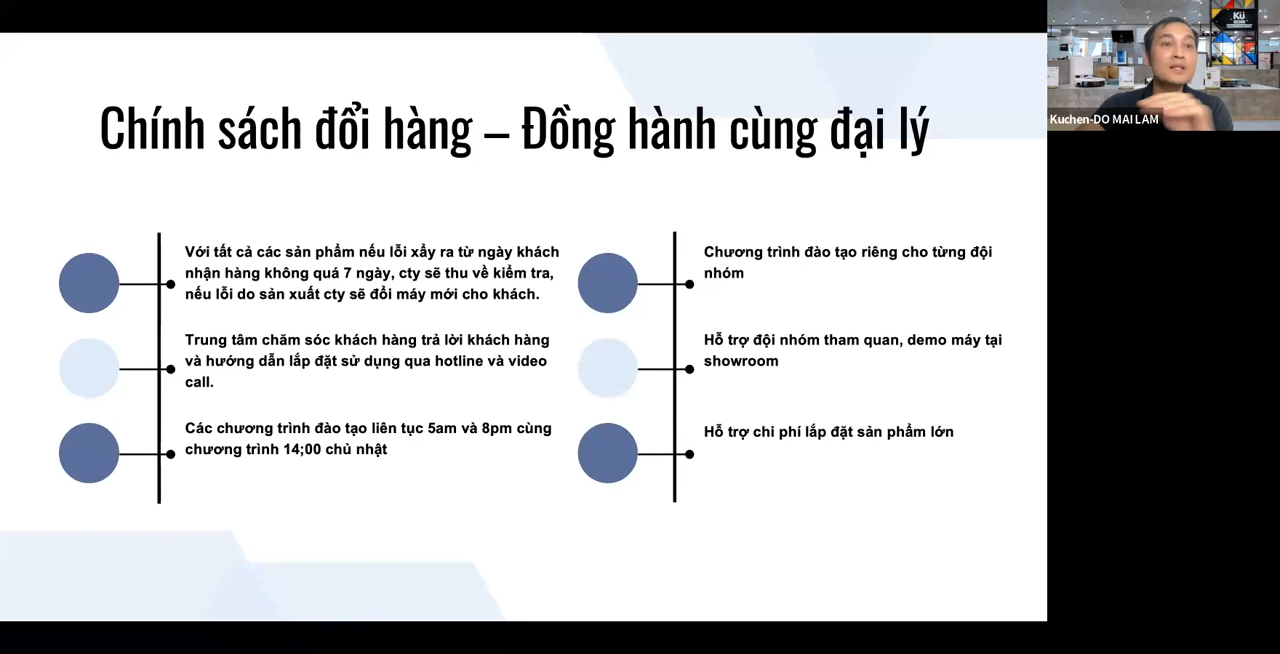 Chính sách đổi hàng – Đồng hành cùng đại lý
Với tất cả các sản phẩm nếu lỗi xẩy ra từ ngày khách
nhận hàng không quá 7 ngày, cty sẽ thu về kiểm tra,
nếu lỗi do sản xuất cty sẽ đổi máy mới cho khách.
Trung tâm chăm sóc khách hàng trả lời khách hàng
và hướng dẫn lắp đặt sử dụng qua hotline và video
call.
Các chương trình đào tạo liên tục 5am và 8pm cùng
chương trình 14;00 chủ nhật
Chương trình đào tạo riêng cho từng đội
nhóm
Hỗ trợ đội nhóm tham quan, demo máy tại
showroom
Hỗ trợ chi phí lắp đặt sản phẩm lớn
KÜ
Kuchen-DO MAI LAM